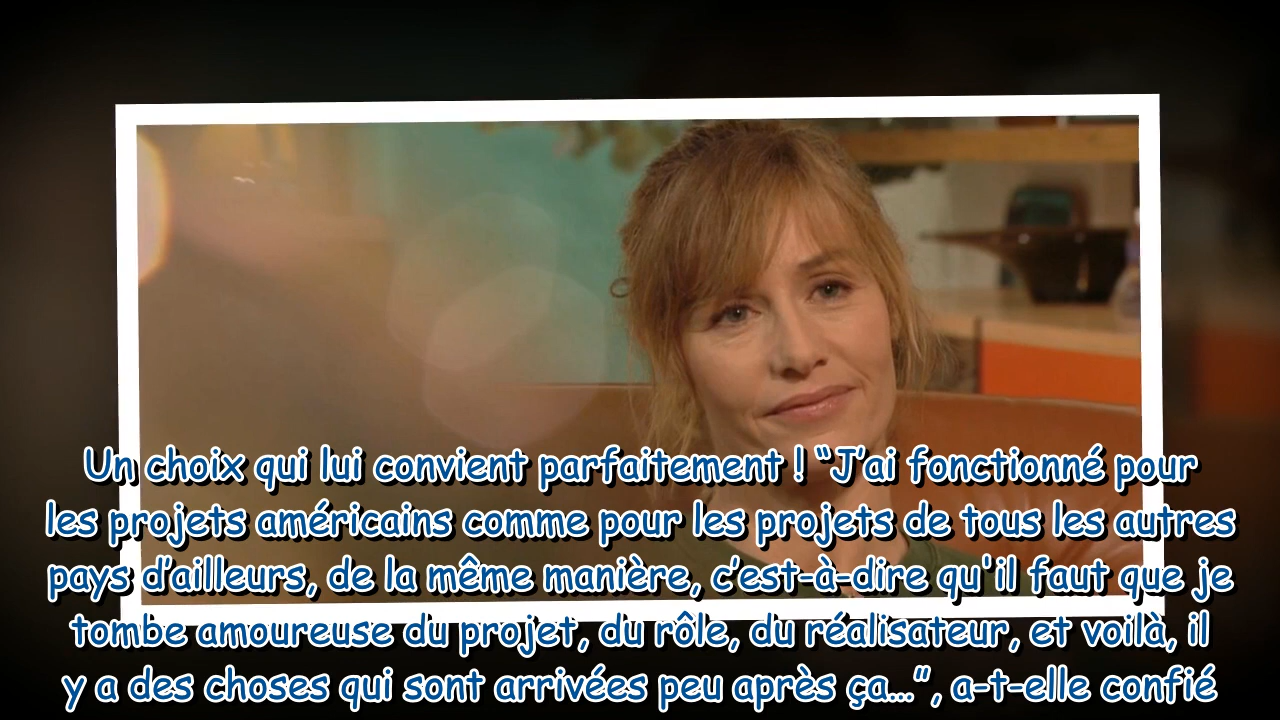 Un choix qui lui convient parfaitement ! “J’ai fonctionné pour
les projets américains comme pour les projets de tous les autres
pays d’ailleurs, de la même manière, c’est-à-dire qu'il faut que je
tombe amoureuse du projet, du rôle, du réalisateur, et voilà, il
y a des choses qui sont arrivées peu après ça...”, a-t-elle confié